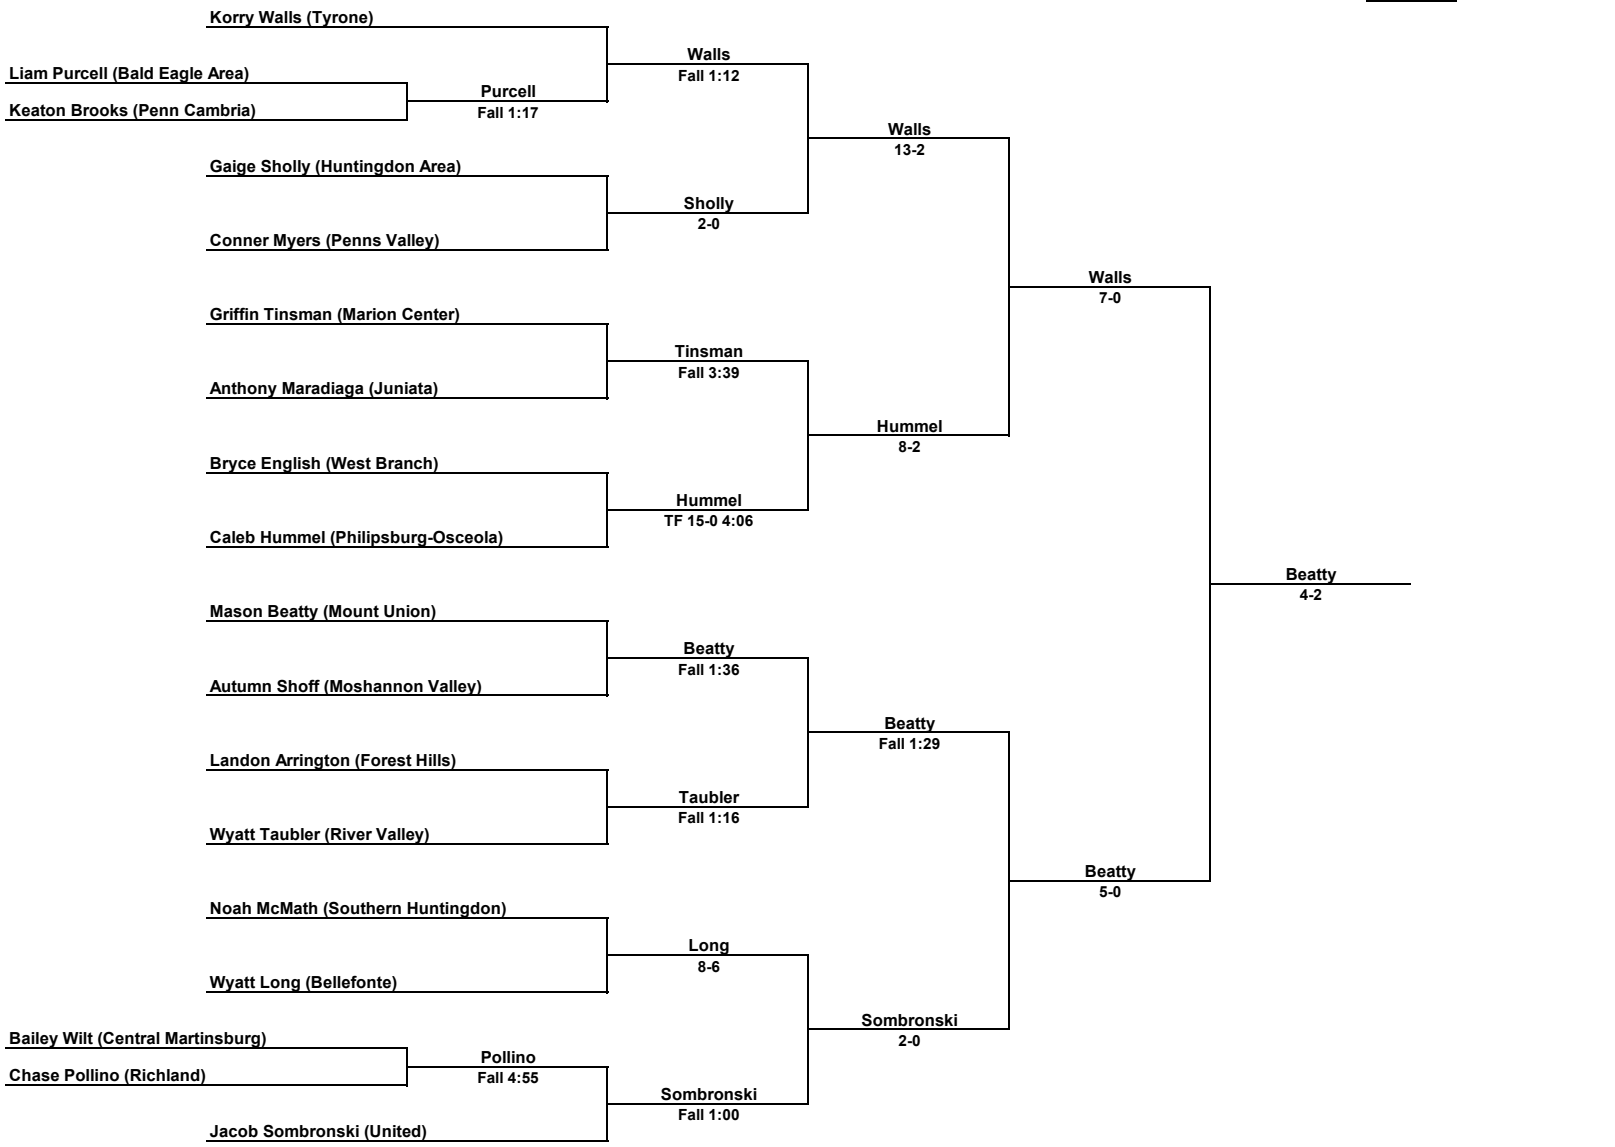 Korry Walls (Tyrone)
Walls
Fall 1:12
Liam Purcell (Bald Eagle Area)
Purcell
Fall 1:17
Keaton Brooks (Penn Cambria)
Walls
13-2
Gaige Sholly (Huntingdon Area)
Sholly
2-0
Conner Myers (Penns Valley)
Walls
7-0
Griffin Tinsman (Marion Center)
Tinsman
Fall 3:39
Anthony Maradiaga (Juniata)
Hummel
8-2
Bryce English (West Branch)
Hummel
TF 15-0 4:06
Caleb Hummel (Philipsburg-Osceola)
Beatty
4-2
Mason Beatty (Mount Union)
Beatty
Fall 1:36
Autumn Shoff (Moshannon Valley)
Beatty
Fall 1:29
Landon Arrington (Forest Hills)
Taubler
Fall 1:16
Wyatt Taubler (River Valley)
Beatty
5-0
Noah McMath (Southern Huntingdon)
Long
8-6
Wyatt Long (Bellefonte)
Sombronski
2-0
Bailey Wilt (Central Martinsburg)
Pollino
Fall 4:55
Chase Pollino (Richland)
Sombronski
Fall 1:00
Jacob Sombronski (United)